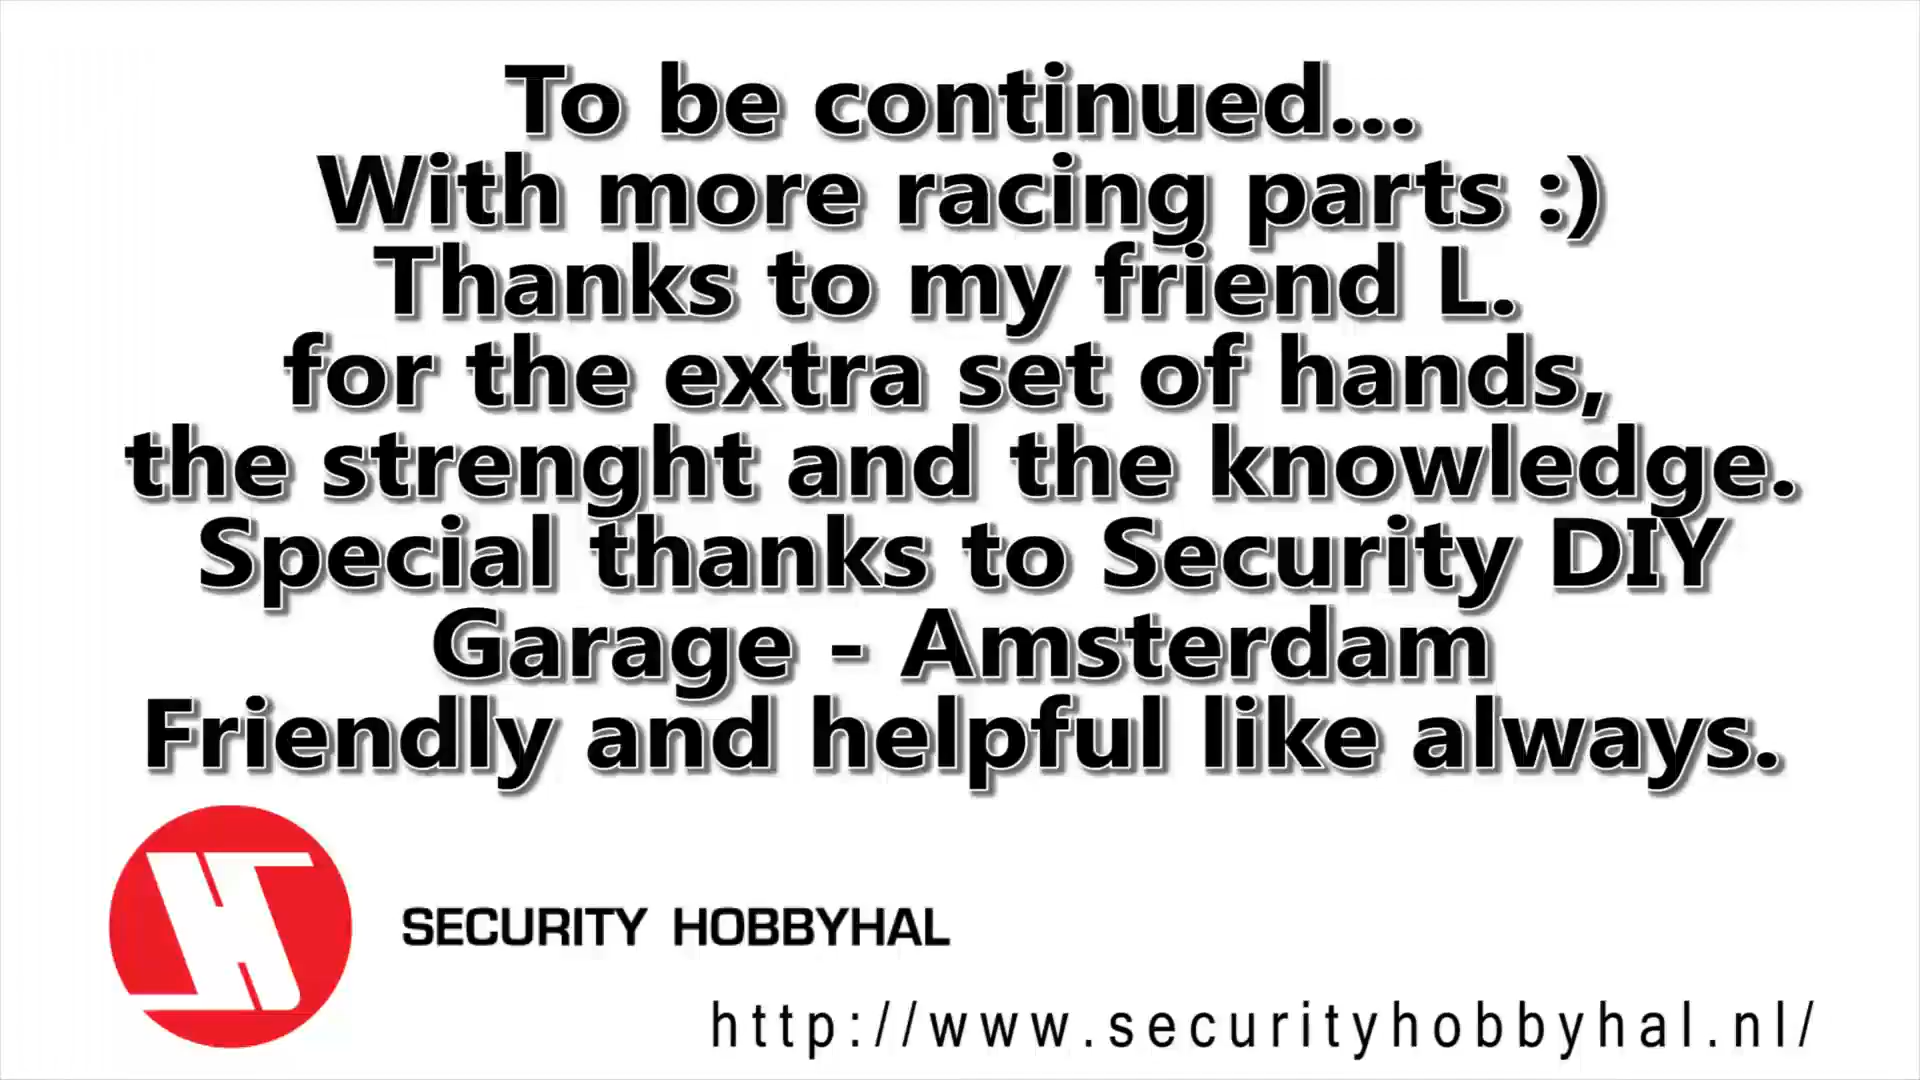 To be continued...
With more racing parts :)
Thanks to my friend L.
for the extra set of hands,
the strenght and the knowledge.
Special thanks to Security DIY
Garage - Amsterdam
Friendly and helpful like always.
SECURITY HOBBYHAL
http://www.securityhobbyhal.nl/